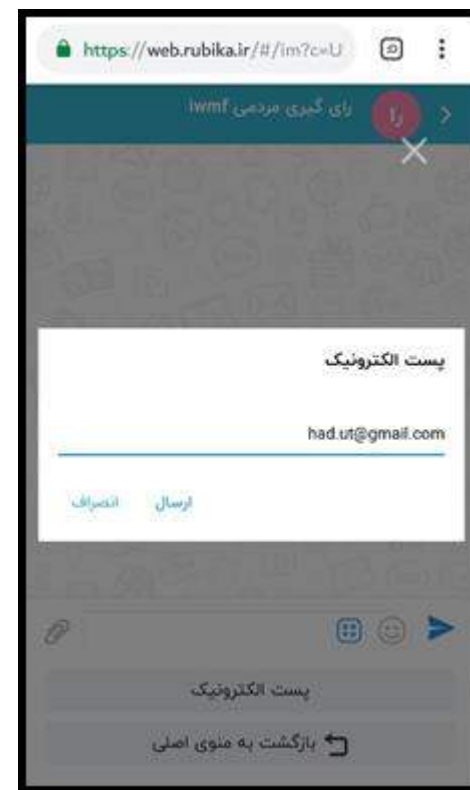 https://web.rubika.ir/#/im?c=U
رای گیری مردمی iwmf
رآ
پست الکترونیک
had.ut@gmail.com
ارسال
انصراف
پست الکترونیک
بازگشت به منوی اصلی